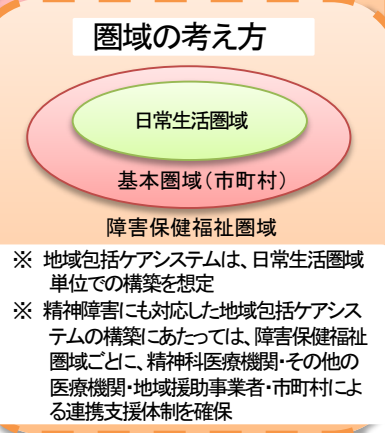 圏域の考え方
日常生活圏域
基本圏域（市町村）
障害保健福祉圏域
※ 地域包括ケアシステムは、日常生活圏域
単位での構築を想定
※ 精神障害にも対応した地域包括ケアシス
テムの構築にあたっては、障害保健福祉
圏域ごとに、精神科医療機関・その他の
医療機関・地域援助事業者・市町村によ
る連携支援体制を確保